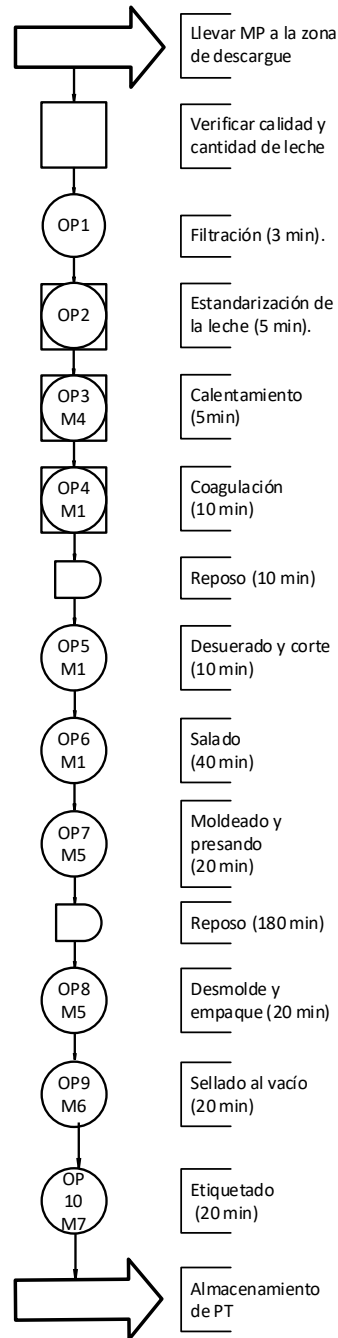 Llevar MP a la zona
de descargue
Verificar calidad y
cantidad de leche
OP1
Filtración (3 min).
OP2
Estandarización de
la leche (5 min).
OP3
M4
Calentamiento
(5min)
OP4
M1
Coagulación
(10 min)
Reposo (10 min)
OP5
M1
Desuerado y corte
(10 min)
OP6
M1
Salado
(40 min)
OP7
M5
Moldeado y
presando
(20 min)
Reposo (180 min)
OP8
M5
Desmolde y
empaque (20 min)
OP9
M6
Sellado al vacío
(20 min)
OP
10
M7
Etiquetado
(20 min)
Almacenamiento
de PT